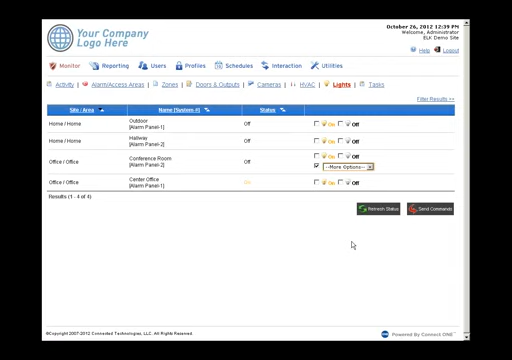 October 26, 2012 12:39 PM
Welcome, Administrator
ELK Demo Site
Your Company
Logo Here
Help Logout
Monitor Reporting Users Profiles Schedules Interaction Utilities
Activity Alarm/Access Areas Zones Doors & Outputs Cameras HVAC Lights Tasks
Filter Results <<
Site / Area Name [System #] Status
Home / Home Outdoor [Alarm Panel-1] Off On Off
Home / Home Hallway [Alarm Panel-2] Off On Off
Office / Office Conference Room [Alarm Panel-2] Off On Off
--More Options--
Office / Office Center Office [Alarm Panel-1] On On Off
Results (1 - 4 of 4)
Refresh Status Send Commands
©Copyright 2007-2012 Connected Technologies, LLC. All Rights Reserved.
Powered By Connect ONE